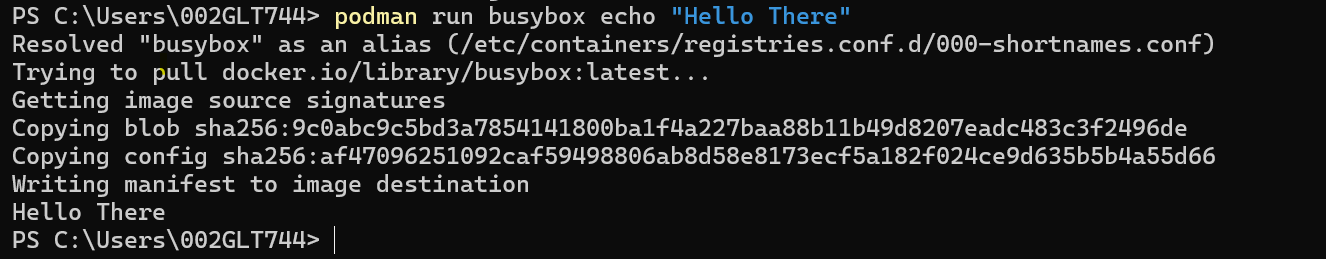 PS C:\Users\002GLT744> podman run busybox echo "Hello There"
Resolved "busybox" as an alias (/etc/containers/registries.conf.d/000-shortnames.conf)
Trying to pull docker.io/library/busybox:latest...
Getting image source signatures
Copying blob sha256:9c0abc9c5bd3a7854141800ba1f4a227baa88b11b49d8207eadc483c3f2496de
Copying config sha256:af47096251092caf59498806ab8d58e8173ecf5a182f024ce9d635b5b4a55d66
Writing manifest to image destination
Hello There
PS C:\Users\002GLT744>